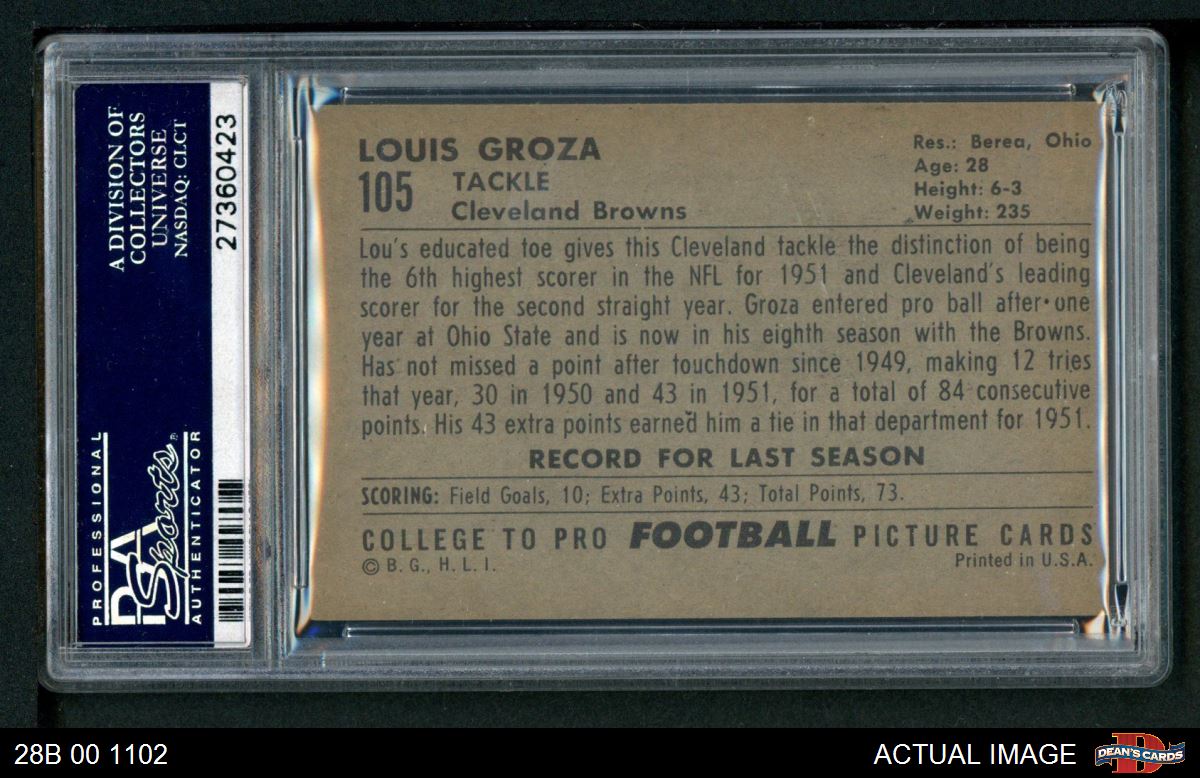 A DIVISION OF
COLLECTORS
UNIVERSE
NASDAQ: CLCT
27360423
PROFESSIONAL
PSA
Sports®
AUTHENTICATOR
LOUIS GROZA
105
TACKLE
Cleveland Browns
Res.: Berea, Ohio
Age: 28
Height: 6-3
Weight: 235
Lou's educated toe gives this Cleveland tackle the distinction of being
the 6th highest scorer in the NFL for 1951 and Cleveland's leading
scorer for the second straight year. Groza entered pro ball after one
year at Ohio State and is now in his eighth season with the Browns.
Has not missed a point after touchdown since 1949, making 12 tries
that year, 30 in 1950 and 43 in 1951, for a total of 84 consecutive
points. His 43 extra points earned him a tie in that department for 1951.
RECORD FOR LAST SEASON
SCORING: Field Goals, 10; Extra Points, 43; Total Points, 73.
COLLEGE TO PRO FOOTBALL PICTURE CARDS
© B. G., H. L. I.
Printed in U.S.A.
28B 00 1102
ACTUAL IMAGE
DEAN'S CARDS